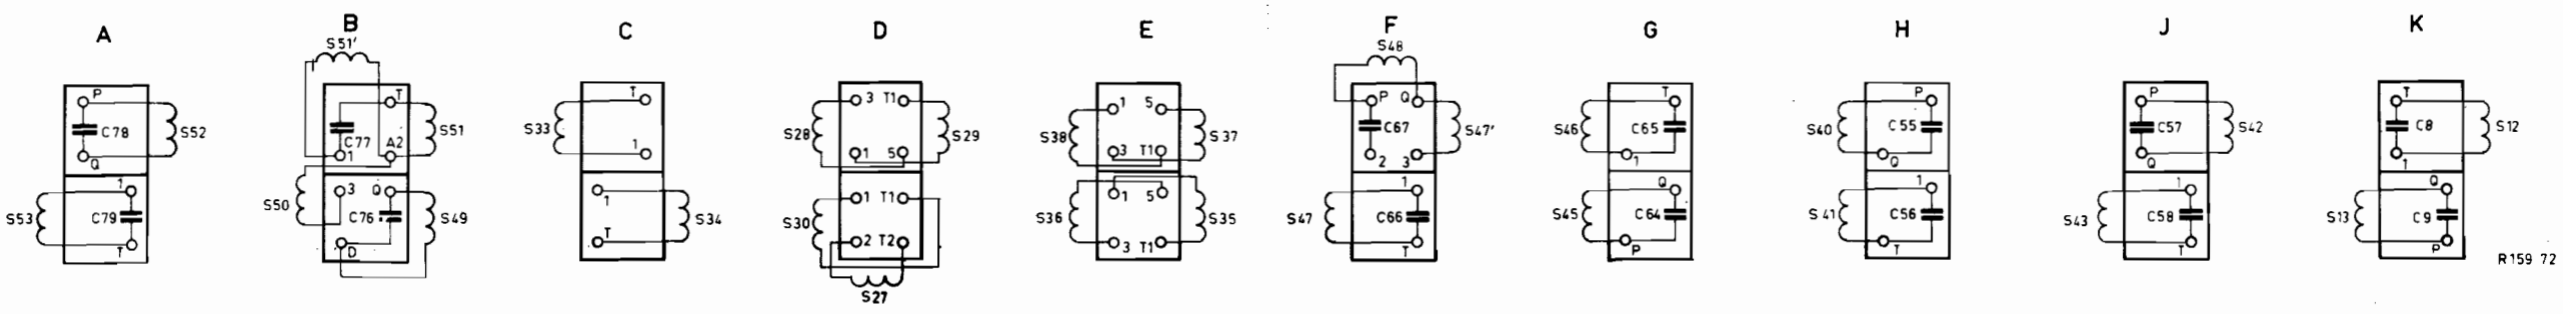 A B C D E F G H J K
S51' S48
P T T 3 T1 1 5 P Q T P P T
C78 S52 C77 S51 S33 S28 S29 S38 S37 C67 S47' S46 C65 S40 C55 C57 S42 C8 S12
Q 1 A2 1 1 5 3 T1 2 3 1 Q Q 1
1 3 Q 1 1 T1 1 5 1 Q 1 1 Q
S53 C79 S50 C76 S49 S34 S30 S36 S35 S47 C66 S45 C64 S41 C56 S43 C58 S13 C9
T D T 2 T2 3 T1 T P T T P
S27
R159 72